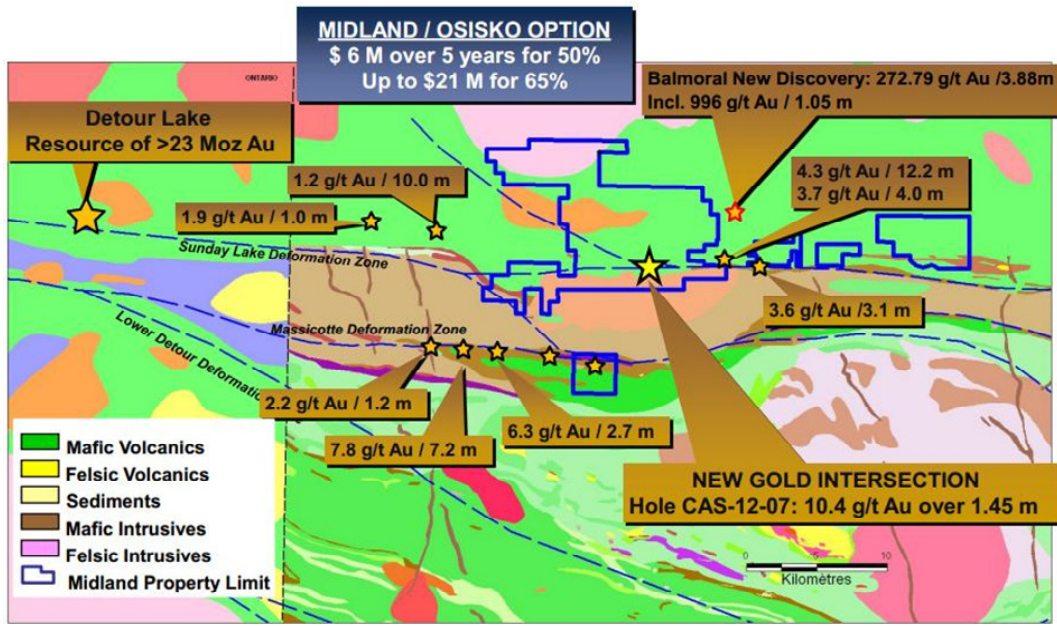 MIDLAND / OSISKO OPTION
$ 6 M over 5 years for 50%
Up to $21 M for 65%
ONTARIO
Balmoral New Discovery: 272.79 g/t Au /3.88m
Incl. 996 g/t Au / 1.05 m
Detour Lake
Resource of >23 Moz Au
1.2 g/t Au / 10.0 m
4.3 g/t Au / 12.2 m
3.7 g/t Au / 4.0 m
1.9 g/t Au / 1.0 m
Sunday Lake Deformation Zone
3.6 g/t Au /3.1 m
Massicotte Deformation Zone
Lower Detour Deformation
2.2 g/t Au / 1.2 m
6.3 g/t Au / 2.7 m
7.8 g/t Au / 7.2 m
NEW GOLD INTERSECTION
Hole CAS-12-07: 10.4 g/t Au over 1.45 m
Mafic Volcanics
Felsic Volcanics
Sediments
Mafic Intrusives
Felsic Intrusives
Midland Property Limit
0 5 10
Kilomètres